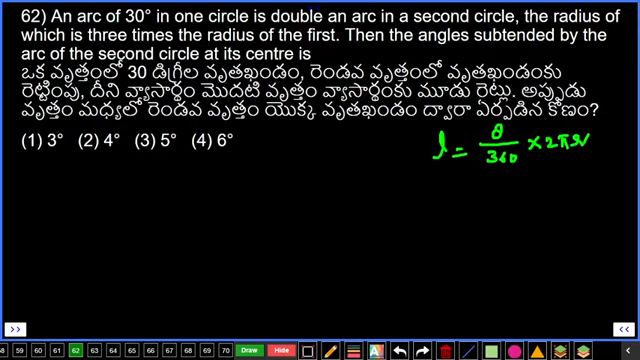 62) An arc of 30° in one circle is double an arc in a second circle, the radius of
which is three times the radius of the first. Then the angles subtended by the
arc of the second circle at its centre is
ఒక వృత్తంలో 30 డిగ్రీల వృతఖండం, రెండవ వృత్తంలో వృతఖండంకు
రెట్టింపు, దీని వ్యాసార్థం మొదటి వృత్తం వ్యాసార్థంకు మూడు రెట్లు. అప్పుడు
వృత్తం మధ్యలో రెండవ వృత్తం యొక్క వృతఖండం ద్వారా ఏర్పడిన కోణం?
(1) 3° (2) 4° (3) 5° (4) 6°
l = θ/360 × 2πr
>> >>
58 59 60 61 62 63 64 65 66 67 68 69 70 Draw Hide